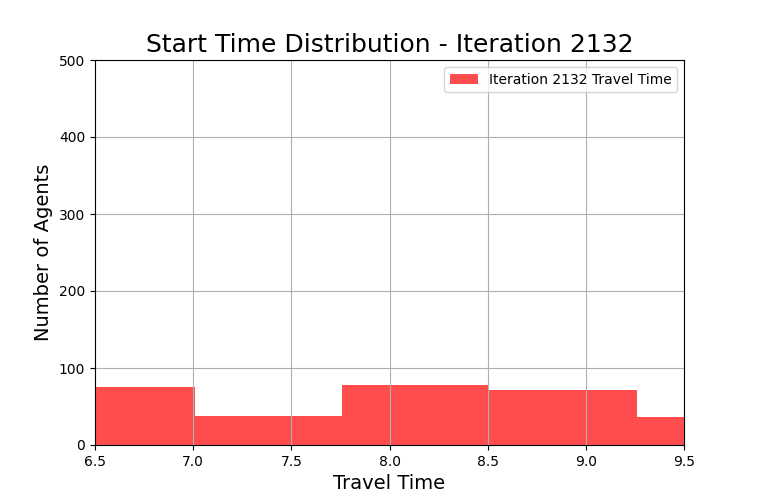 Start Time Distribution - Iteration 2132
500
400
300
200
100
0
Number of Agents
Iteration 2132 Travel Time
6.5 7.0 7.5 8.0 8.5 9.0 9.5
Travel Time